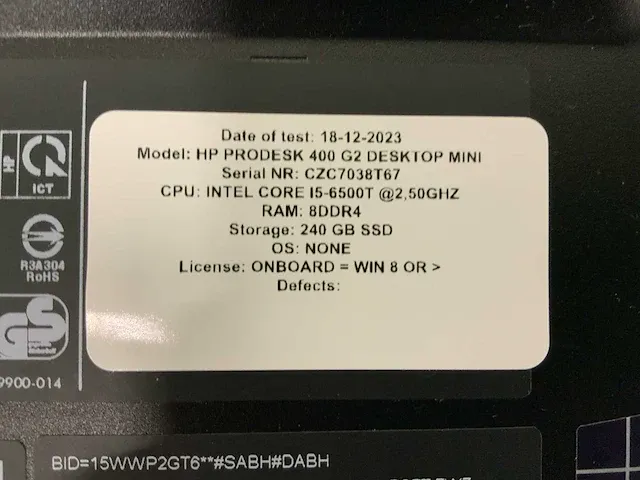 Date of test: 18-12-2023
Model: HP PRODESK 400 G2 DESKTOP MINI
Serial NR: CZC7038T67
CPU: INTEL CORE I5-6500T @2,50GHZ
RAM: 8DDR4
Storage: 240 GB SSD
OS: NONE
License: ONBOARD = WIN 8 OR >
Defects:
HP
ICT
R3A304
RoHS
GS
9900-014
BID=15WWP2GT6**#SABH#DABH